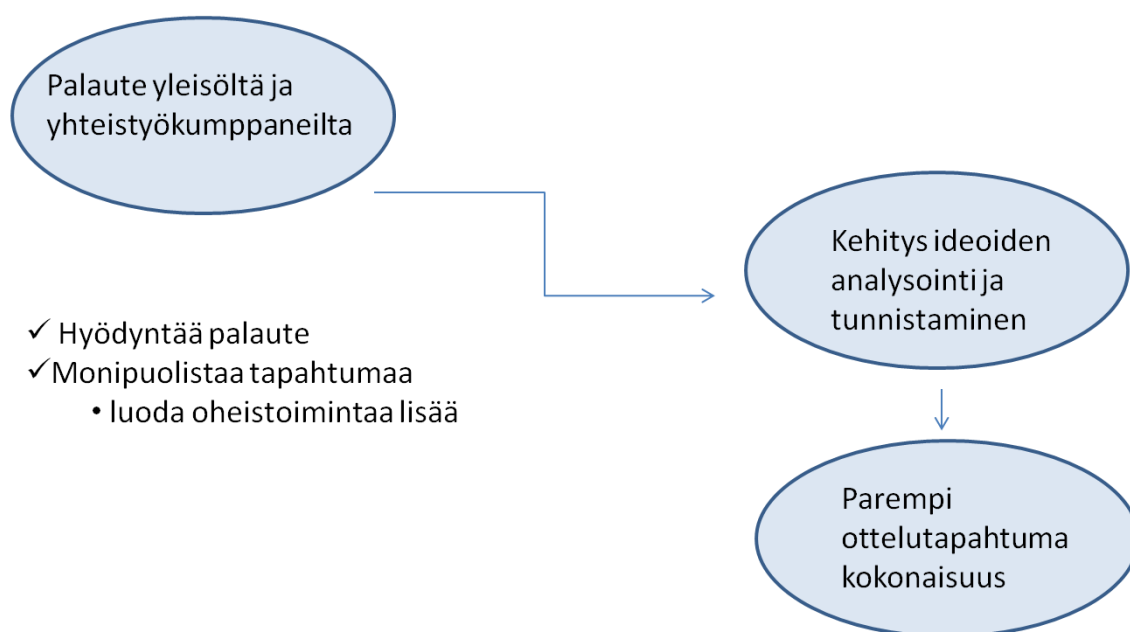 Palaute yleisöltä ja
yhteistyökumppaneilta
Kehitys ideoiden
analysointi ja
tunnistaminen
✓ Hyödyntää palaute
✓Monipuolistaa tapahtumaa
• luoda oheistoimintaa lisää
Parempi
ottelutapahtuma
kokonaisuus